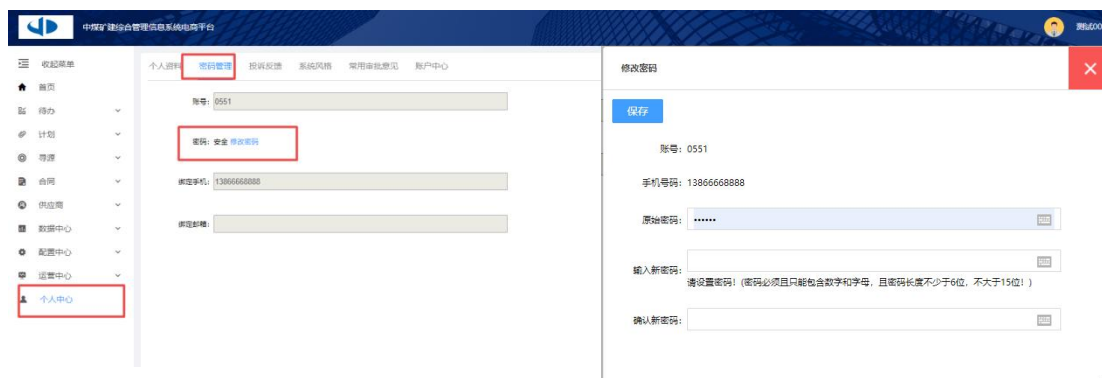 中煤矿建综合管理信息系统电商平台
测试00
收起菜单
首页
待办
计划
寻源
合同
供应商
数据中心
配置中心
运营中心
个人中心
个人资料 密码管理 投诉反馈 系统风格 常用审批意见 账户中心
账号: 0551
密码: 安全 修改密码
绑定手机: 13866668888
绑定邮箱:
修改密码
保存
账号: 0551
手机号码: 13866668888
原始密码: ••••••
输入新密码:
请设置密码! (密码必须且只能包含数字和字母, 且密码长度不少于6位, 不大于15位! )
确认新密码: